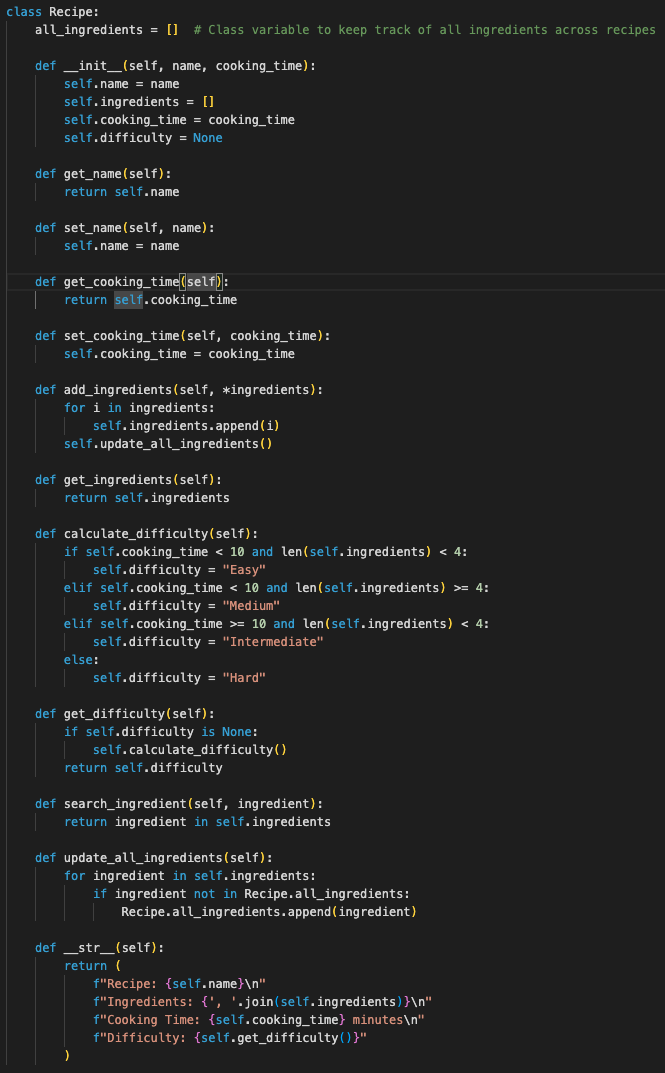 class Recipe:
    all_ingredients = []  # Class variable to keep track of all ingredients across recipes

    def __init__(self, name, cooking_time):
        self.name = name
        self.ingredients = []
        self.cooking_time = cooking_time
        self.difficulty = None

    def get_name(self):
        return self.name

    def set_name(self, name):
        self.name = name

    def get_cooking_time(self):
        return self.cooking_time

    def set_cooking_time(self, cooking_time):
        self.cooking_time = cooking_time

    def add_ingredients(self, *ingredients):
        for i in ingredients:
            self.ingredients.append(i)
        self.update_all_ingredients()

    def get_ingredients(self):
        return self.ingredients

    def calculate_difficulty(self):
        if self.cooking_time < 10 and len(self.ingredients) < 4:
            self.difficulty = "Easy"
        elif self.cooking_time < 10 and len(self.ingredients) >= 4:
            self.difficulty = "Medium"
        elif self.cooking_time >= 10 and len(self.ingredients) < 4:
            self.difficulty = "Intermediate"
        else:
            self.difficulty = "Hard"

    def get_difficulty(self):
        if self.difficulty is None:
            self.calculate_difficulty()
        return self.difficulty

    def search_ingredient(self, ingredient):
        return ingredient in self.ingredients

    def update_all_ingredients(self):
        for ingredient in self.ingredients:
            if ingredient not in Recipe.all_ingredients:
                Recipe.all_ingredients.append(ingredient)

    def __str__(self):
        return (
            f"Recipe: {self.name}\n"
            f"Ingredients: {', '.join(self.ingredients)}\n"
            f"Cooking Time: {self.cooking_time} minutes\n"
            f"Difficulty: {self.get_difficulty()}"
        )